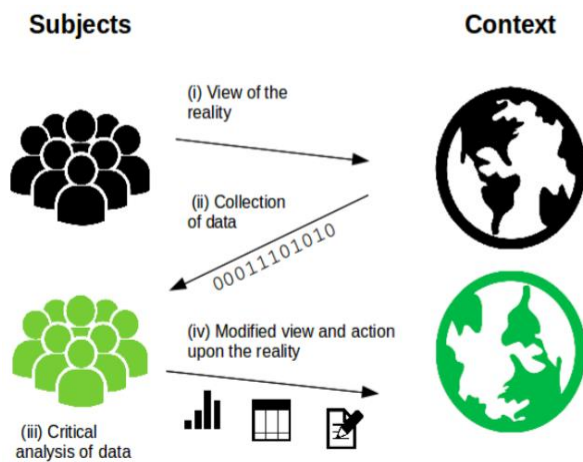 Subjects
Context
(i) View of the
reality
(ii) Collection
of data
00011101010
(iv) Modified view and action
upon the reality
(iii) Critical
analysis of data